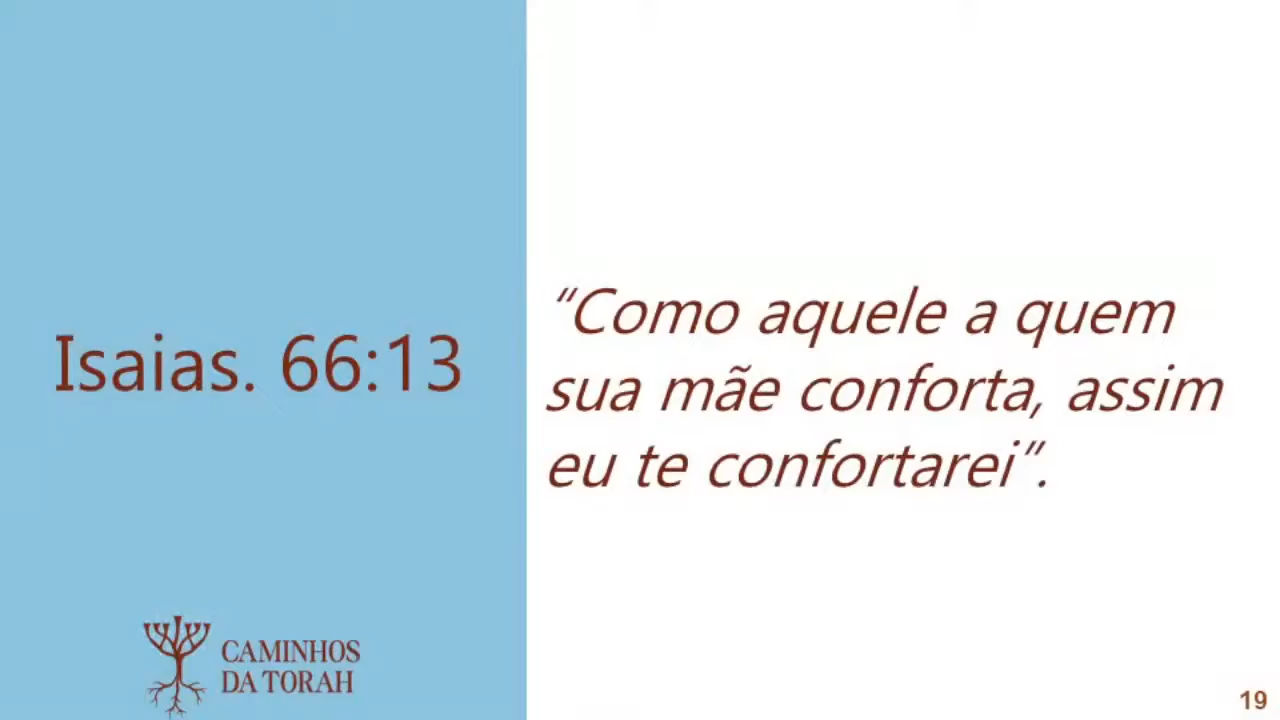 Isaias. 66:13
“Como aquele a quem
sua mãe conforta, assim
eu te confortarei”.
CAMINHOS
DA TORAH
19